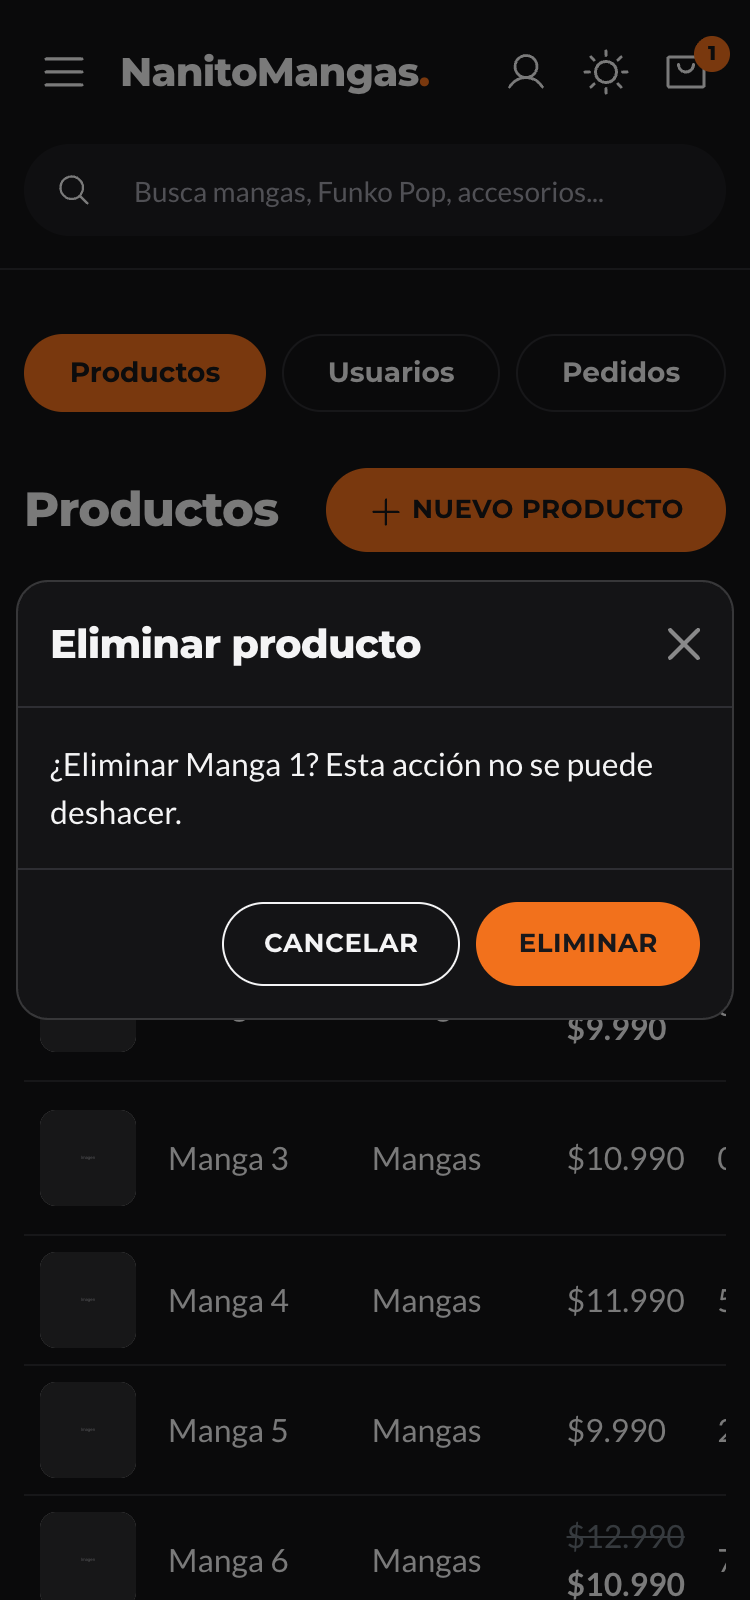 NanitoMangas.
1
Busca mangas, Funko Pop, accesorios...
Productos
Usuarios
Pedidos
Productos
NUEVO PRODUCTO
Eliminar producto
¿Eliminar Manga 1? Esta acción no se puede
deshacer.
CANCELAR
ELIMINAR
$9.990
Manga 3 Mangas $10.990
Manga 4 Mangas $11.990
Manga 5 Mangas $9.990
$12.990
Manga 6 Mangas
$10.990